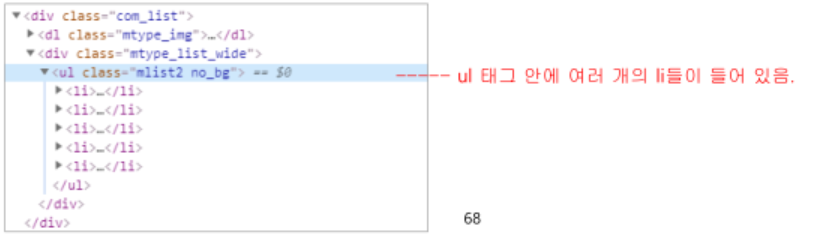 ▼<div class="com_list">
▶<dl class="mtype_img">…</dl>
▼<div class="mtype_list_wide">
▼<ul class="mlist2 no_bg"> == $0
----- ul 태그 안에 여러 개의 li들이 들어 있음.
▶<li>…</li>
▶<li>…</li>
▶<li>…</li>
▶<li>…</li>
▶<li>…</li>
</ul>
</div>
</div>
68